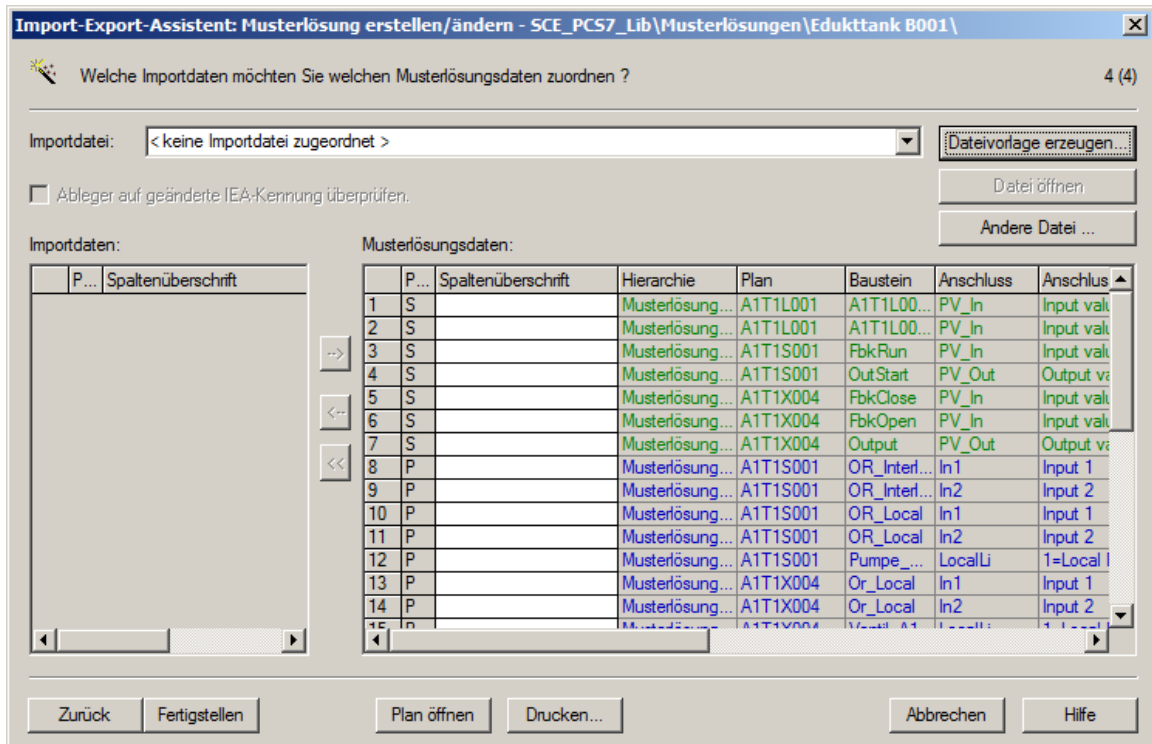 Import-Export-Assistent: Musterlösung erstellen/ändern - SCE_PCS7_Lib\Musterlösungen\Edukttank B001\
Welche Importdaten möchten Sie welchen Musterlösungsdaten zuordnen ? 4 (4)
Importdatei: < keine Importdatei zugeordnet > Dateivorlage erzeugen...
Ableger auf geänderte IEA-Kennung überprüfen. Datei öffnen
Andere Datei ...
Importdaten: Musterlösungsdaten:
P... Spaltenüberschrift P... Spaltenüberschrift Hierarchie Plan Baustein Anschluss Anschlus
1 S Musterlösung... A1T1L001 A1T1L00... PV_In Input valu
2 S Musterlösung... A1T1L001 A1T1L00... PV_In Input valu
3 S Musterlösung... A1T1S001 FbkRun PV_In Input valu
--> 4 S Musterlösung... A1T1S001 OutStart PV_Out Output va
5 S Musterlösung... A1T1X004 FbkClose PV_In Input valu
<-- 6 S Musterlösung... A1T1X004 FbkOpen PV_In Input valu
7 S Musterlösung... A1T1X004 Output PV_Out Output va
<< 8 P Musterlösung... A1T1S001 OR_Interl... In1 Input 1
9 P Musterlösung... A1T1S001 OR_Interl... In2 Input 2
10 P Musterlösung... A1T1S001 OR_Local In1 Input 1
11 P Musterlösung... A1T1S001 OR_Local In2 Input 2
12 P Musterlösung... A1T1S001 Pumpe_... LocalLi 1=Local
13 P Musterlösung... A1T1X004 Or_Local In1 Input 1
14 P Musterlösung... A1T1X004 Or_Local In2 Input 2
Zurück Fertigstellen Plan öffnen Drucken... Abbrechen Hilfe